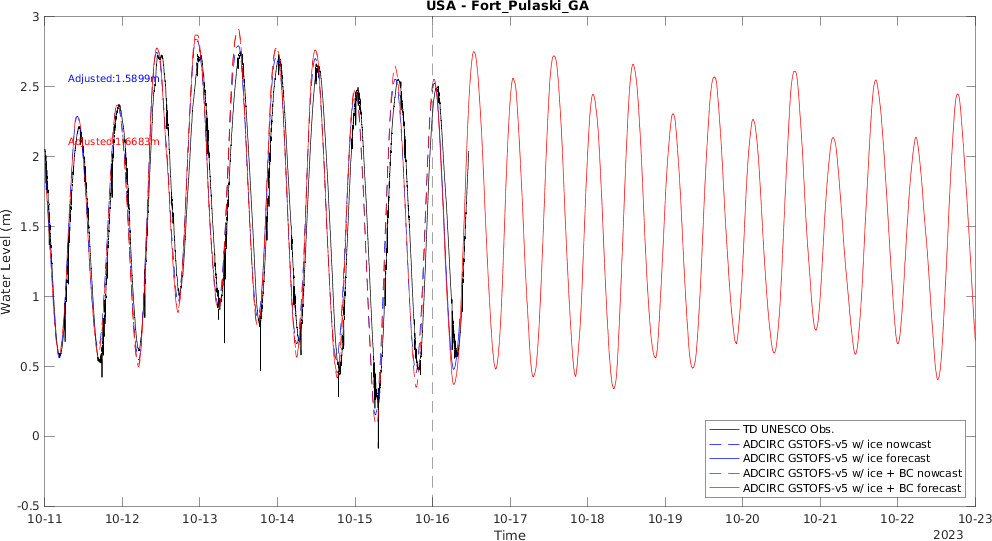 USA - Fort_Pulaski_GA
3
2.5
2
1.5
1
0.5
0
-0.5
Water Level (m)
Adjusted:1.5899m
Adjusted:1.6683m
TD UNESCO Obs.
ADCIRC GSTOFS-v5 w/ ice nowcast
ADCIRC GSTOFS-v5 w/ ice forecast
ADCIRC GSTOFS-v5 w/ ice + BC nowcast
ADCIRC GSTOFS-v5 w/ ice + BC forecast
10-11 10-12 10-13 10-14 10-15 10-16 10-17 10-18 10-19 10-20 10-21 10-22 10-23
Time
2023